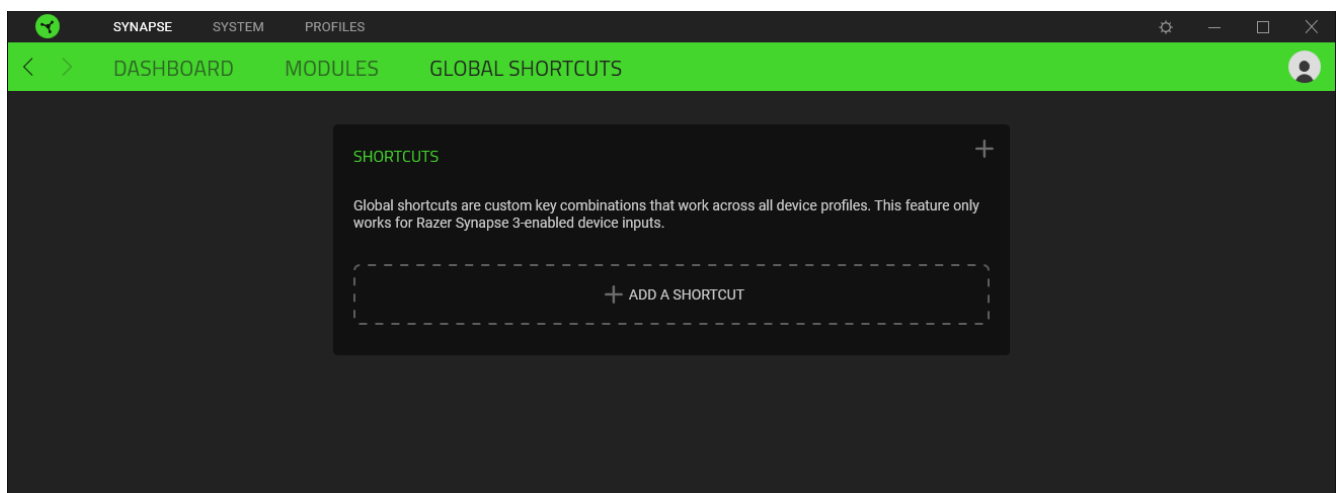 SYNAPSE SYSTEM PROFILES
DASHBOARD MODULES GLOBAL SHORTCUTS
SHORTCUTS
Global shortcuts are custom key combinations that work across all device profiles. This feature only
works for Razer Synapse 3-enabled device inputs.
ADD A SHORTCUT